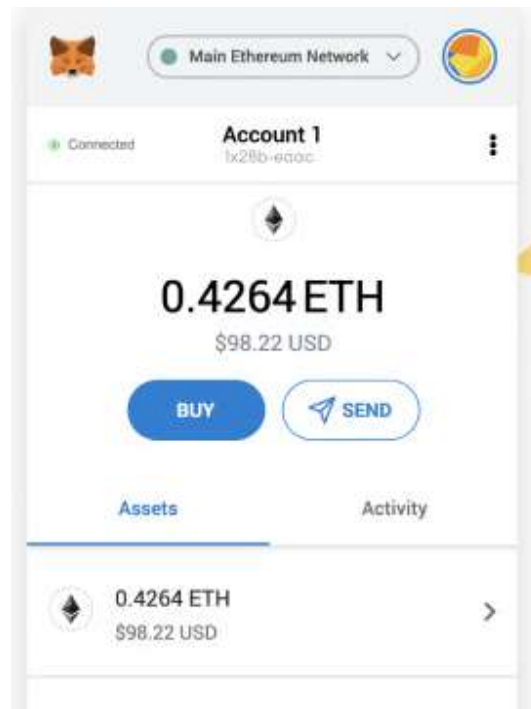 Main Ethereum Network
Connected
Account 1
0.4264 ETH
$98.22 USD
BUY
SEND
Assets
Activity
0.4264 ETH
$98.22 USD